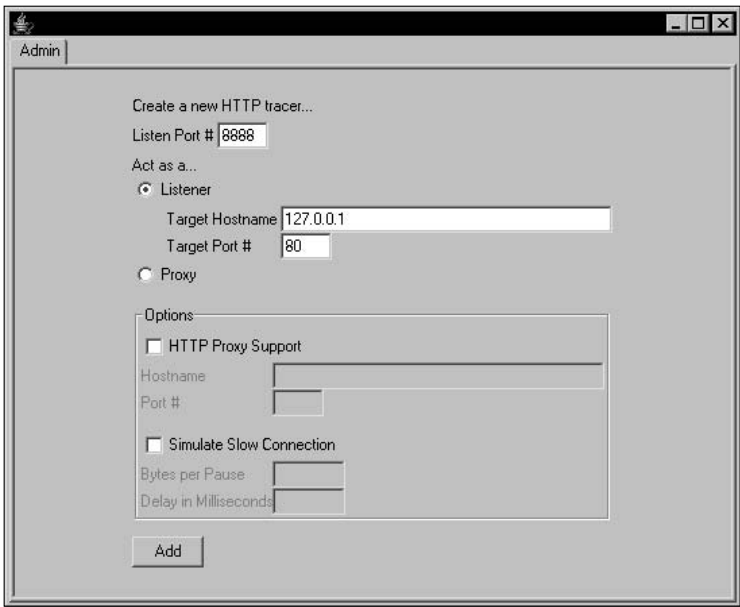 Admin
Create a new HTTP tracer...
Listen Port # 8888
Act as a...
Listener
Target Hostname 127.0.0.1
Target Port # 80
Proxy
Options
HTTP Proxy Support
Hostname
Port #
Simulate Slow Connection
Bytes per Pause
Delay in Milliseconds
Add